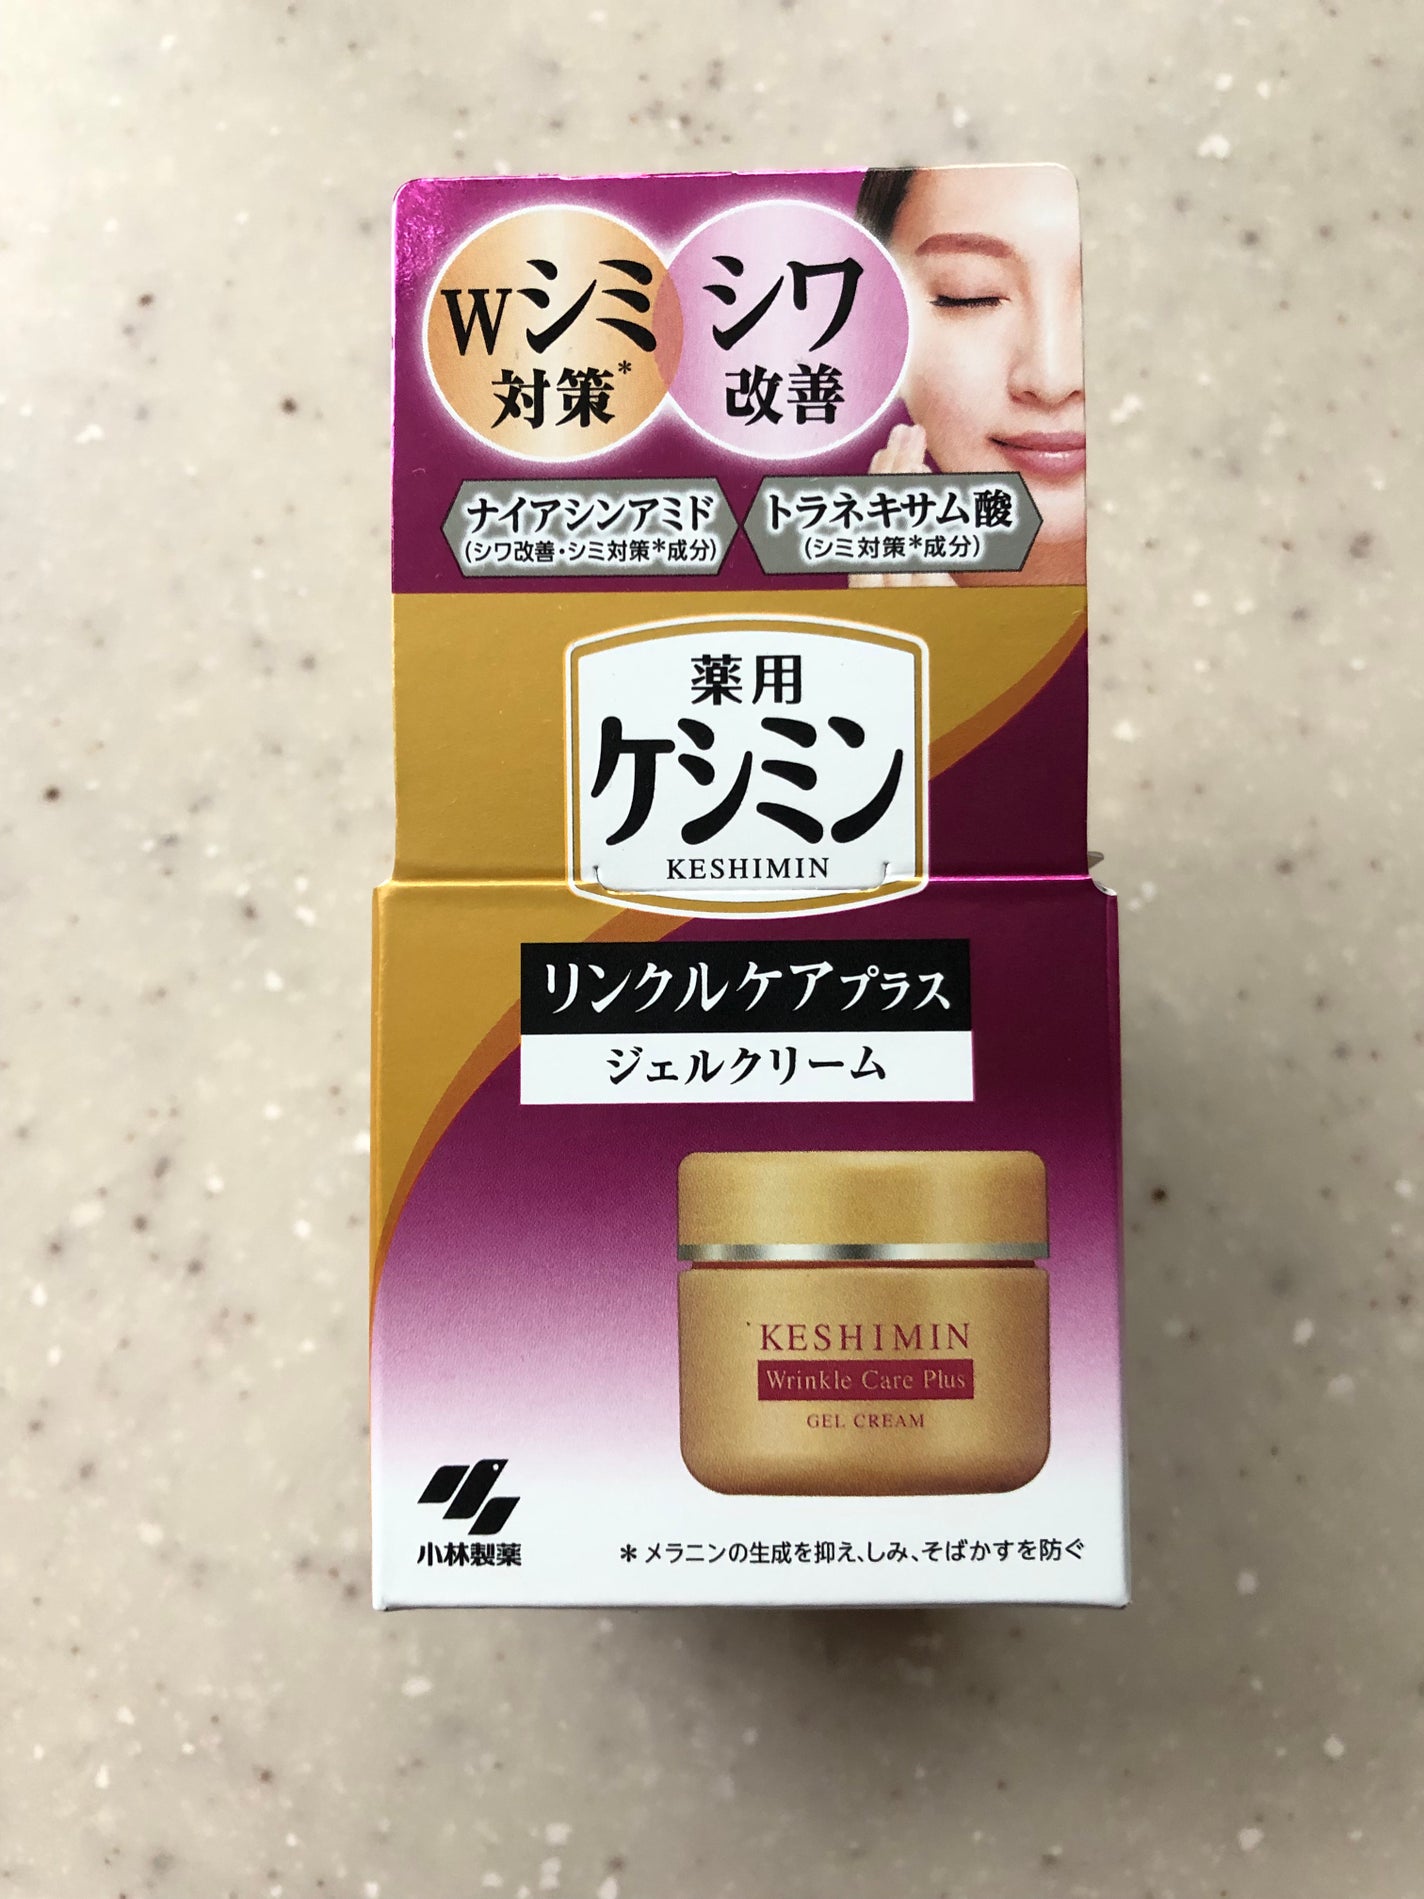 Wシミ
対策*
シワ
改善
ナイアシンアミド
(シワ改善・シミ対策*成分)
トラネキサム酸
(シミ対策*成分)
薬用
ケシミン
KESHIMIN
リンクルケアプラス
ジェルクリーム
KESHIMIN
Wrinkle Care Plus
GEL CREAM
小林製薬
*メラニンの生成を抑え、しみ、そばかすを防ぐ